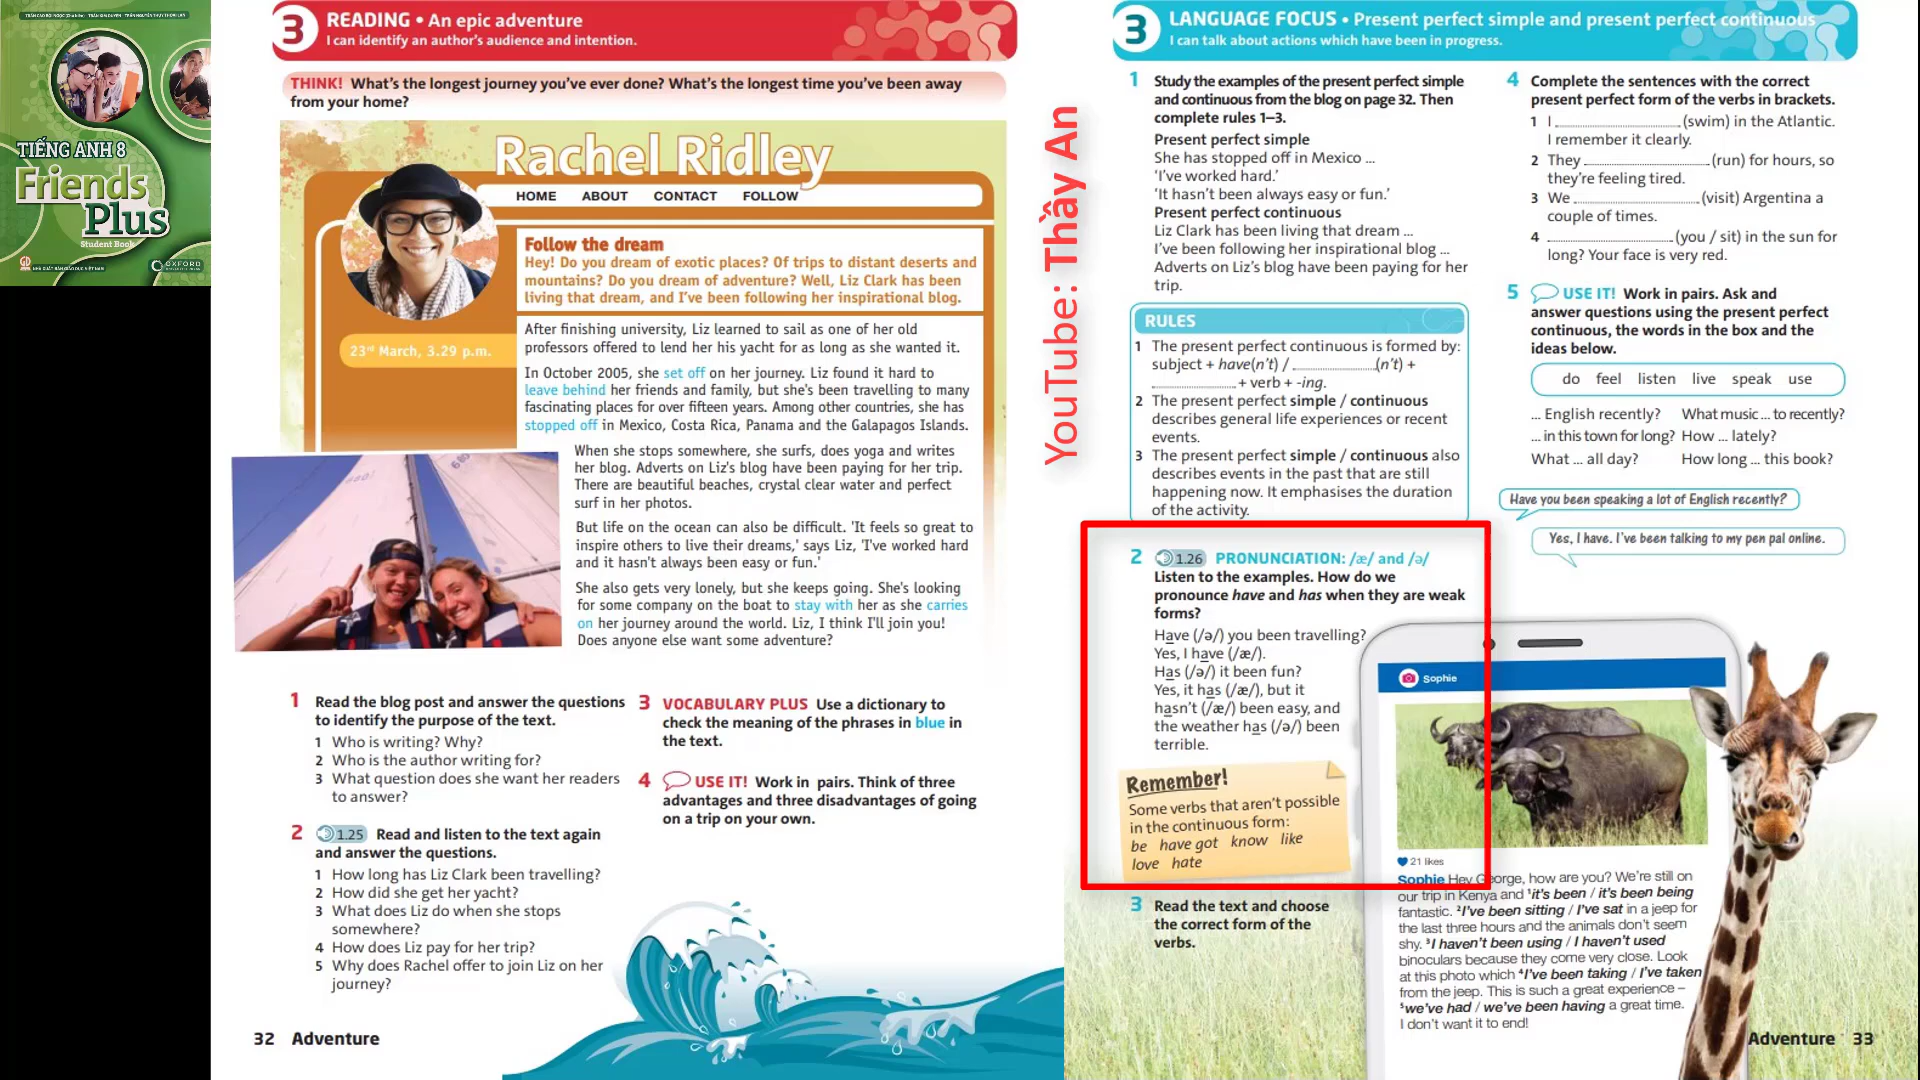 TRẦN CAO BỘI NGỌC (Chủ biên) - TRẦN KIM DUYÊN - TRẦN NGUYỄN THỤY THÙY LAN
TIẾNG ANH 8
Friends
Plus
Student Book
NHÀ XUẤT BẢN GIÁO DỤC VIỆT NAM
OXFORD
3 READING • An epic adventure
I can identify an author's audience and intention.
THINK! What's the longest journey you've ever done? What's the longest time you've been away
from your home?
Rachel Ridley
HOME ABOUT CONTACT FOLLOW
Follow the dream
Hey! Do you dream of exotic places? Of trips to distant deserts and
mountains? Do you dream of adventure? Well, Liz Clark has been
living that dream, and I've been following her inspirational blog.
23rd March, 3.29 p.m.
After finishing university, Liz learned to sail as one of her old
professors offered to lend her his yacht for as long as she wanted it.
In October 2005, she set off on her journey. Liz found it hard to
leave behind her friends and family, but she's been travelling to many
fascinating places for over fifteen years. Among other countries, she has
stopped off in Mexico, Costa Rica, Panama and the Galapagos Islands.
When she stops somewhere, she surfs, does yoga and writes
her blog. Adverts on Liz's blog have been paying for her trip.
There are beautiful beaches, crystal clear water and perfect
surf in her photos.
But life on the ocean can also be difficult. 'It feels so great to
inspire others to live their dreams,' says Liz, 'I've worked hard
and it hasn't always been easy or fun.'
She also gets very lonely, but she keeps going. She's looking
for some company on the boat to stay with her as she carries
on her journey around the world. Liz, I think I'll join you!
Does anyone else want some adventure?
1 Read the blog post and answer the questions
to identify the purpose of the text.
1 Who is writing? Why?
2 Who is the author writing for?
3 What question does she want her readers
to answer?
2 1.25 Read and listen to the text again
and answer the questions.
1 How long has Liz Clark been travelling?
2 How did she get her yacht?
3 What does Liz do when she stops
somewhere?
4 How does Liz pay for her trip?
5 Why does Rachel offer to join Liz on her
journey?
3 VOCABULARY PLUS Use a dictionary to
check the meaning of the phrases in blue in
the text.
4 USE IT! Work in pairs. Think of three
advantages and three disadvantages of going
on a trip on your own.
32 Adventure
YouTube: Thầy An
3 LANGUAGE FOCUS • Present perfect simple and present perfect continuous
I can talk about actions which have been in progress.
1 Study the examples of the present perfect simple
and continuous from the blog on page 32. Then
complete rules 1–3.
Present perfect simple
She has stopped off in Mexico ...
'I've worked hard.'
'It hasn't been always easy or fun.'
Present perfect continuous
Liz Clark has been living that dream ...
I've been following her inspirational blog ...
Adverts on Liz's blog have been paying for her
trip.
RULES
1 The present perfect continuous is formed by:
subject + have(n't) / ....................(n't) +
.................... + verb + -ing.
2 The present perfect simple / continuous
describes general life experiences or recent
events.
3 The present perfect simple / continuous also
describes events in the past that are still
happening now. It emphasises the duration
of the activity.
2 1.26 PRONUNCIATION: /æ/ and /ə/
Listen to the examples. How do we
pronounce have and has when they are weak
forms?
Have (/ə/) you been travelling?
Yes, I have (/æ/).
Has (/ə/) it been fun?
Yes, it has (/æ/), but it
hasn't (/æ/) been easy, and
the weather has (/ə/) been
terrible.
Remember!
Some verbs that aren't possible
in the continuous form:
be have got know like
love hate
3 Read the text and choose
the correct form of the
verbs.
4 Complete the sentences with the correct
present perfect form of the verbs in brackets.
1 I .............................. (swim) in the Atlantic.
I remember it clearly.
2 They .............................. (run) for hours, so
they're feeling tired.
3 We .............................. (visit) Argentina a
couple of times.
4 .............................. (you / sit) in the sun for
long? Your face is very red.
5 USE IT! Work in pairs. Ask and
answer questions using the present perfect
continuous, the words in the box and the
ideas below.
do feel listen live speak use
... English recently? What music ... to recently?
... in this town for long? How ... lately?
What ... all day? How long ... this book?
Have you been speaking a lot of English recently?
Yes, I have. I've been talking to my pen pal online.
Sophie
21 likes
Sophie Hey George, how are you? We're still on
our trip in Kenya and ¹it's been / it's been being
fantastic. ²I've been sitting / I've sat in a jeep for
the last three hours and the animals don't seem
shy. ³I haven't been using / I haven't used
binoculars because they come very close. Look
at this photo which ⁴I've been taking / I've taken
from the jeep. This is such a great experience –
⁵we've had / we've been having a great time.
I don't want it to end!
Adventure 33